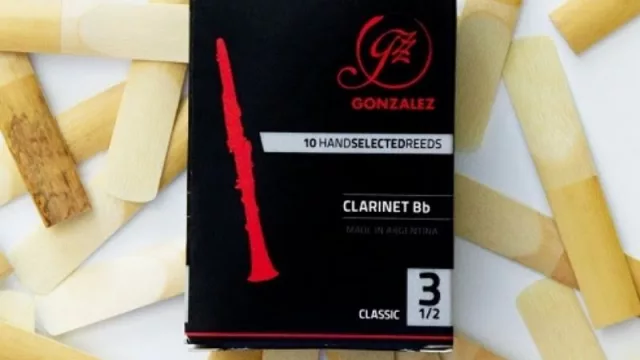 GZ
GONZALEZ
10 HANDSELECTEDREEDS
CLARINET Bb
MADE IN ARGENTINA
CLASSIC
3
1/2